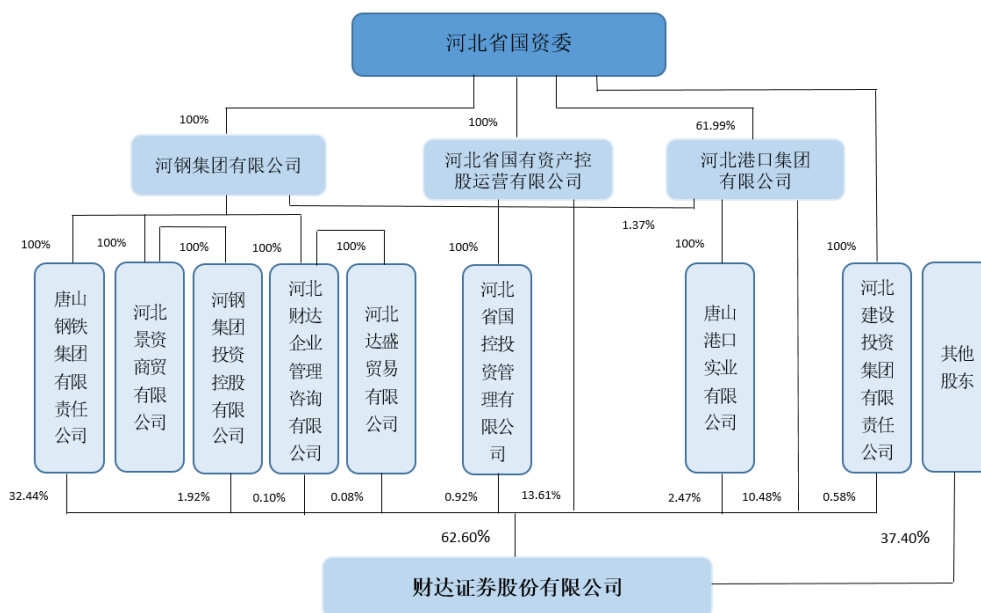 河北省国资委
100%
100%
61.99%
河钢集团有限公司
河北省国有资产控
股运营有限公司
河北港口集团
有限公司
1.37%
100%
100%
100%
100%
100%
100%
100%
100%
唐山
钢铁
集团
有限
责任
公司
河北
景资
商贸
有限
公司
河钢
集团
投资
控股
有限
公司
河北
财达
企业
管理
咨询
有限
公司
河北
达盛
贸易
有限
公司
河北
省国
控投
资管
理有
限公
司
唐山
港口
实业
有限
公司
河北
建设
投资
集团
有限
责任
公司
其他
股东
32.44%
1.92%
0.10%
0.08%
0.92%
13.61%
2.47%
10.48%
0.58%
62.60%
37.40%
财达证券股份有限公司